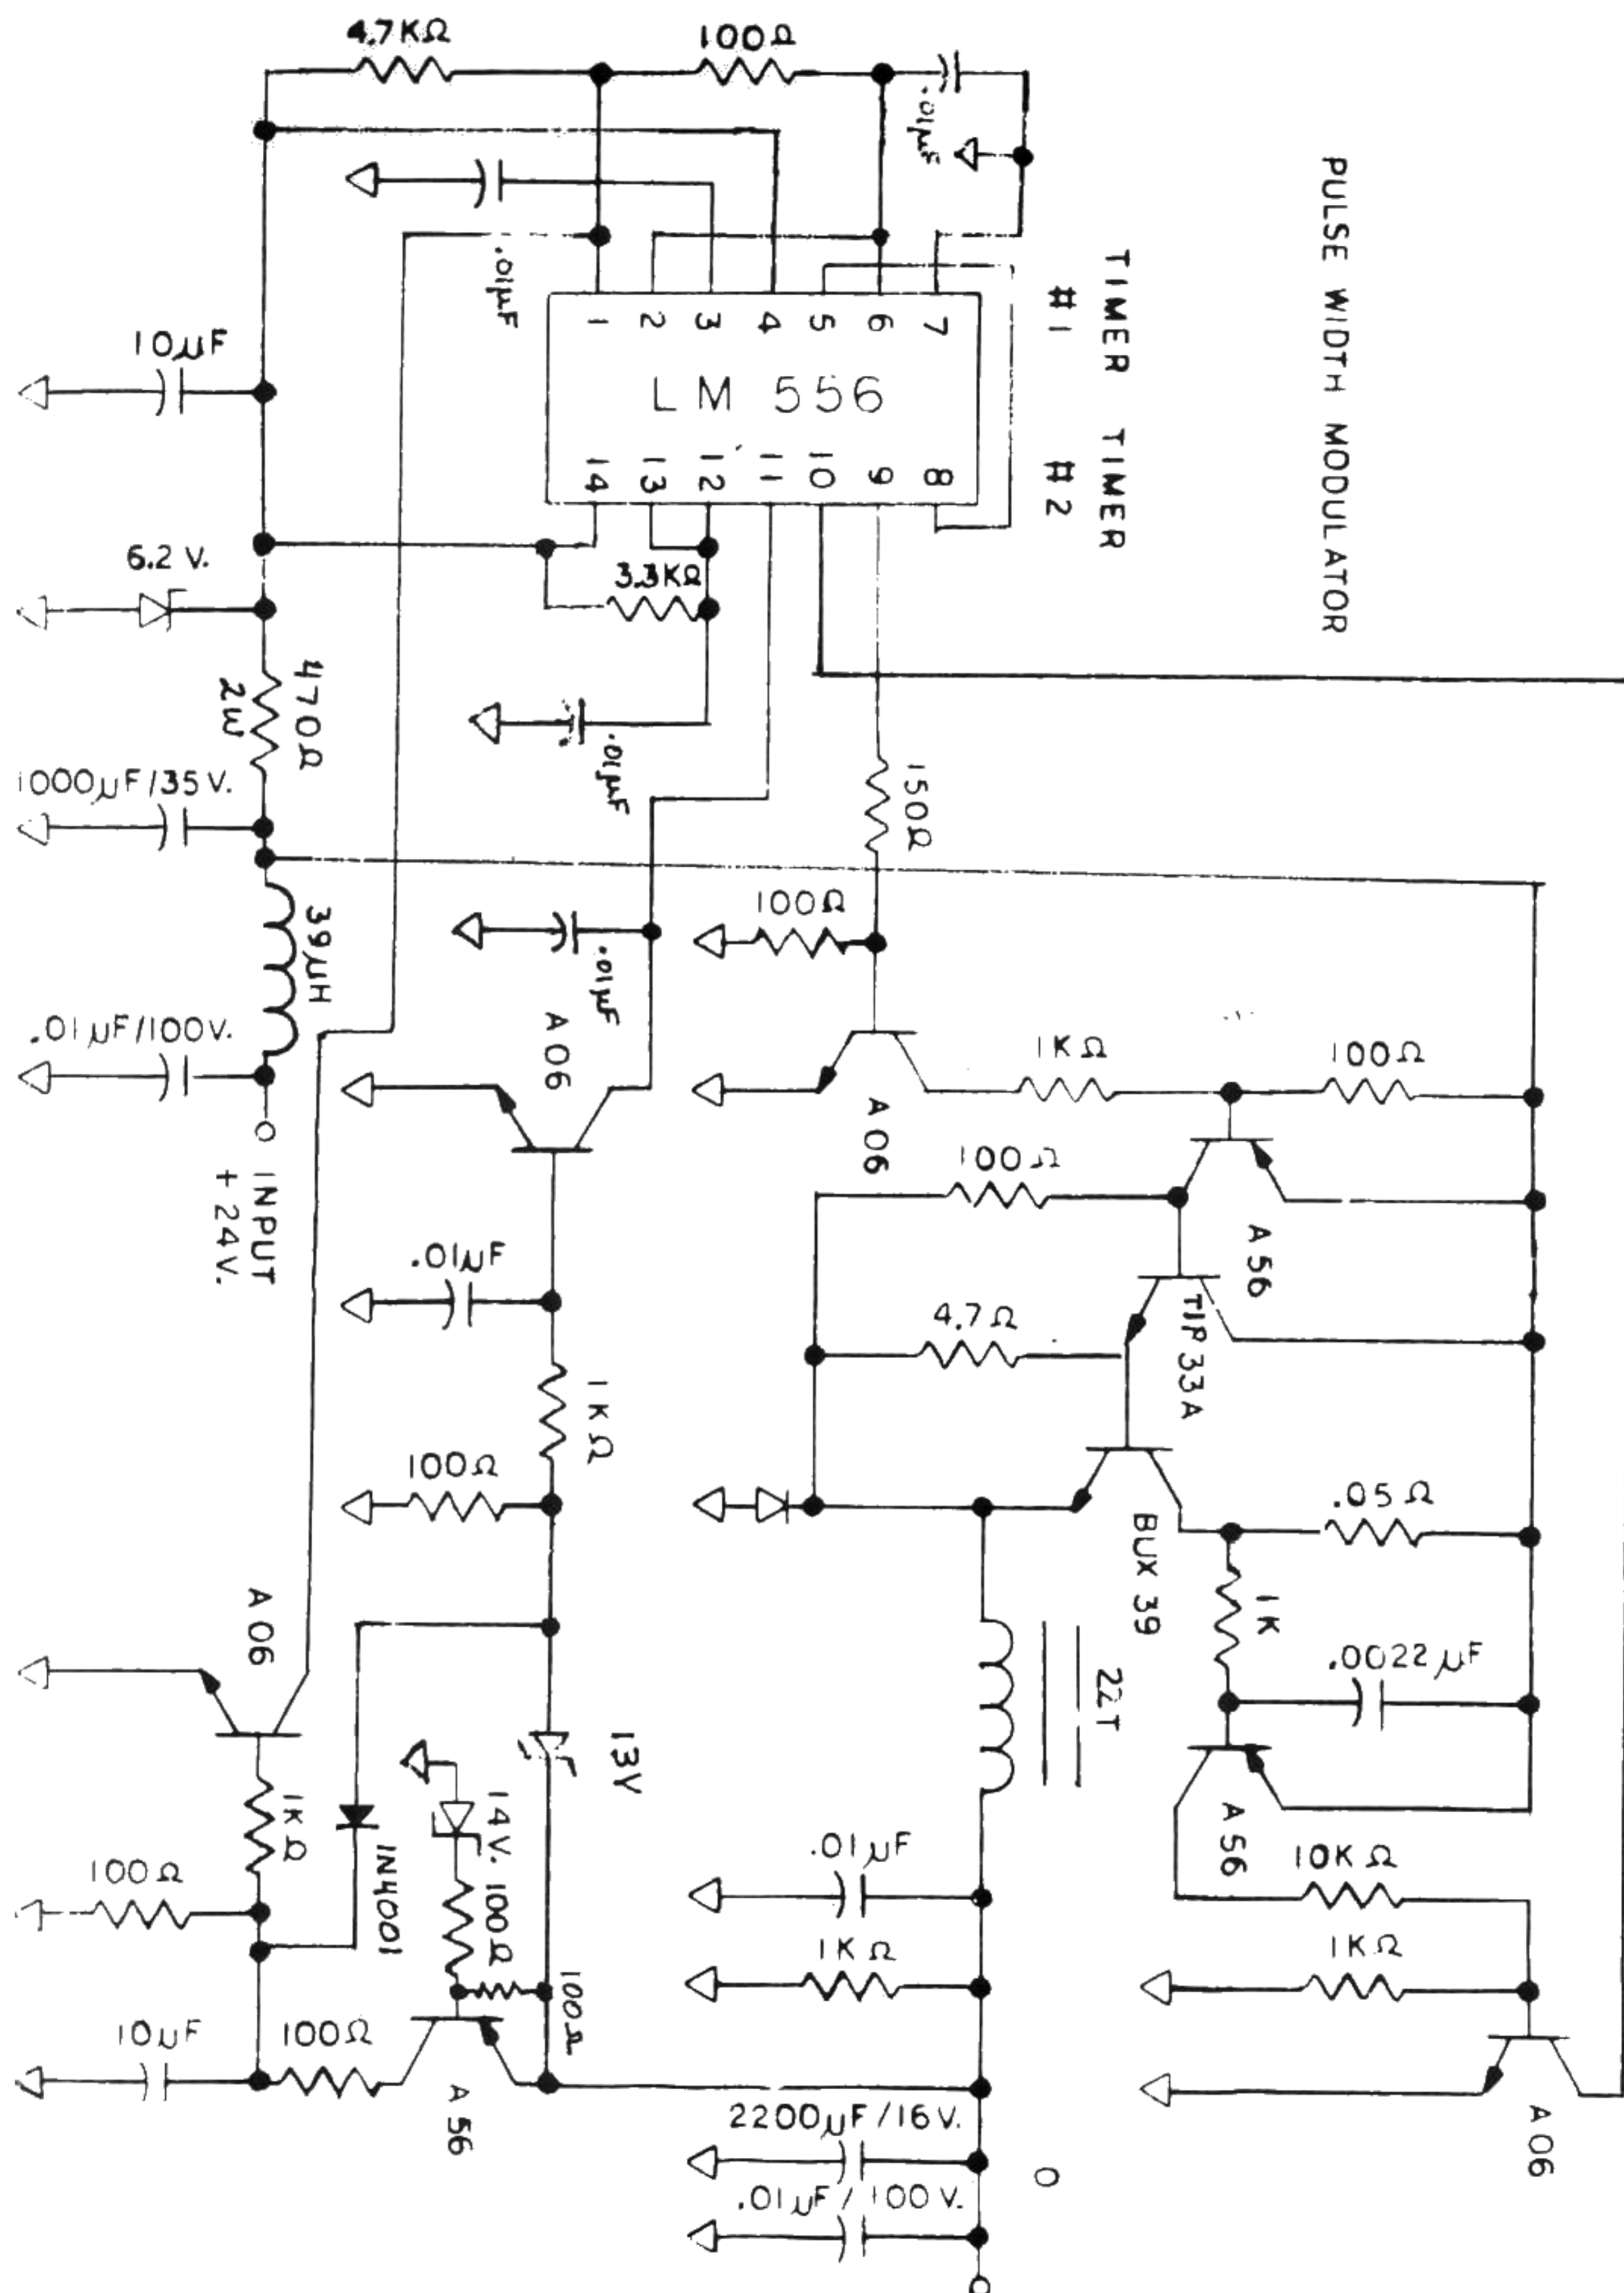 PULSE WIDTH MODULATOR
TIMER TIMER
#1 #2
4.7KΩ
100Ω
.01µF
.01µF
1 2 3 4 5 6 7
LM 556
14 13 12 11 10 9 8
10µF
6.2 V.
3.3KΩ
470Ω
2W
.01µF
150Ω
1000µF/35V.
39µH
.01µF
100Ω
.01µF/100V.
A06
1KΩ
100Ω
A06
INPUT
+24V.
100Ω
A56
.01µF
4.7Ω
TIP33A
1KΩ
100Ω
BUX 39
.05Ω
1K
A06
22T
.0022µF
13V
14V.
A56
1KΩ
IN4001
100Ω
.01µF
10KΩ
100Ω
1KΩ
1KΩ
100Ω
10µF
100Ω
A56
A06
2200µF/16V.
.01µF/100V.